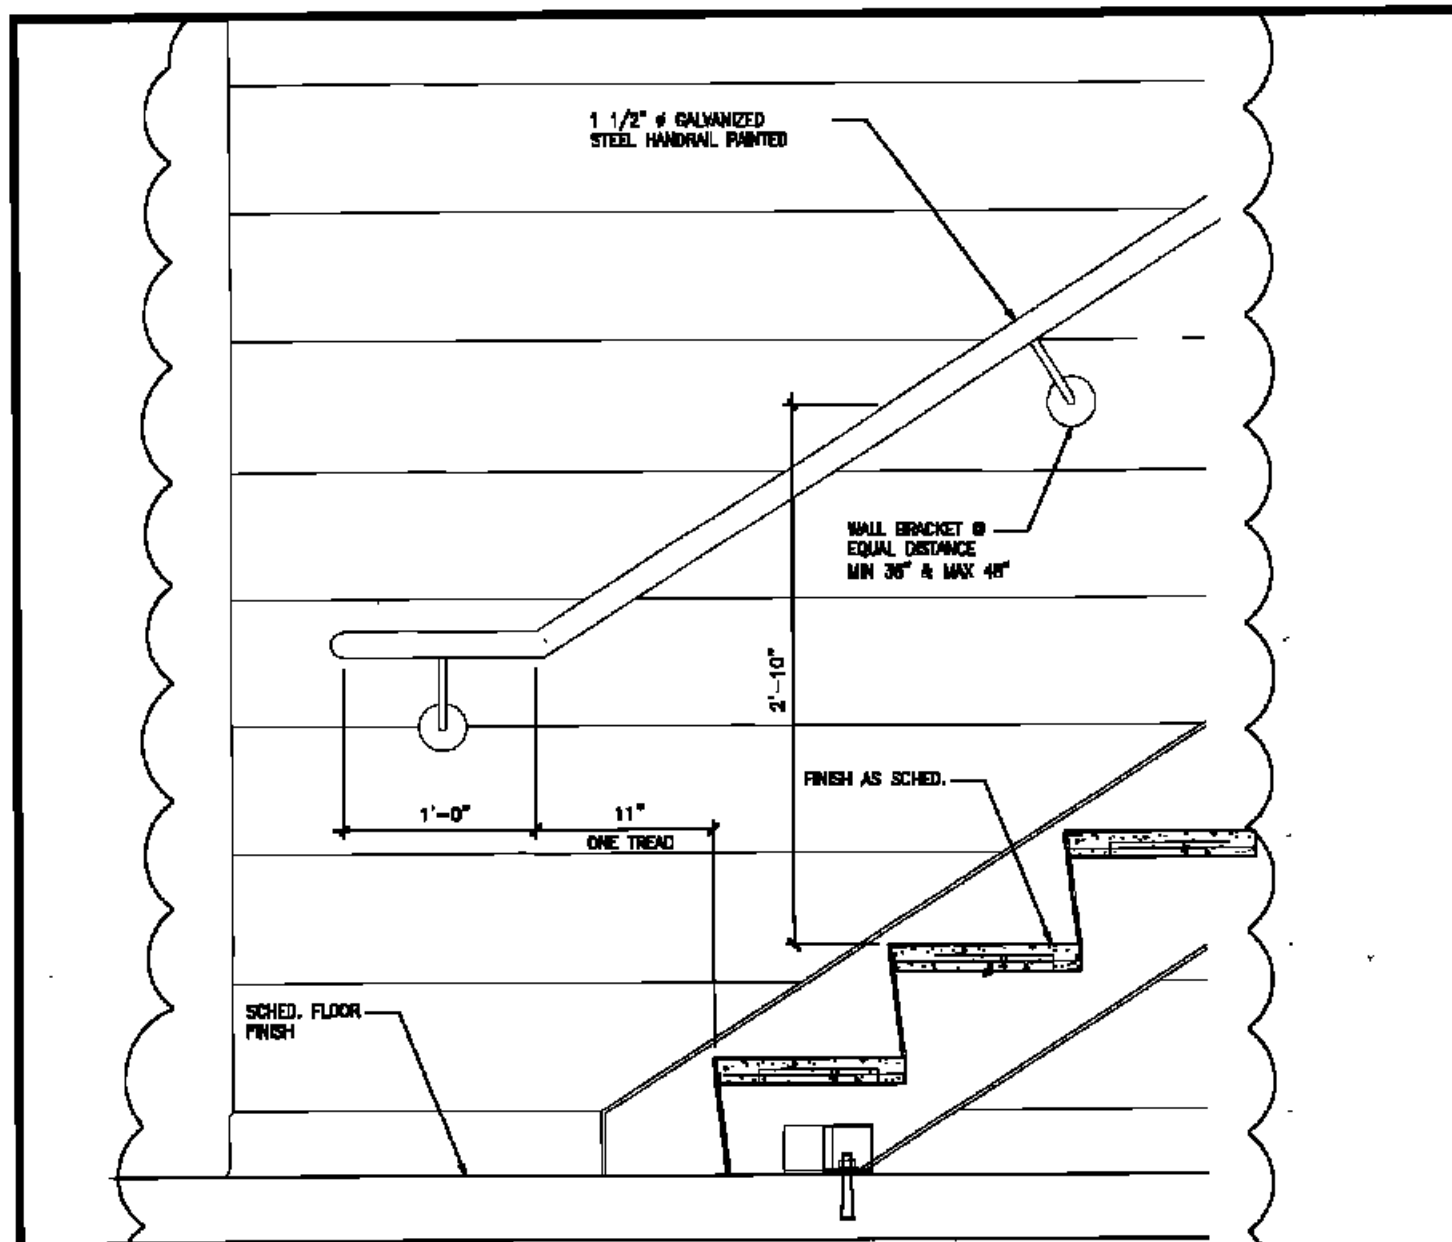 1 1/2" ø GALVANIZED
STEEL HANDRAIL PAINTED
WALL BRACKET @
EQUAL DISTANCE
MIN 36" & MAX 48"
2'-10"
FINISH AS SCHED.
1'-0"
11"
ONE TREAD
SCHED. FLOOR
FINISH